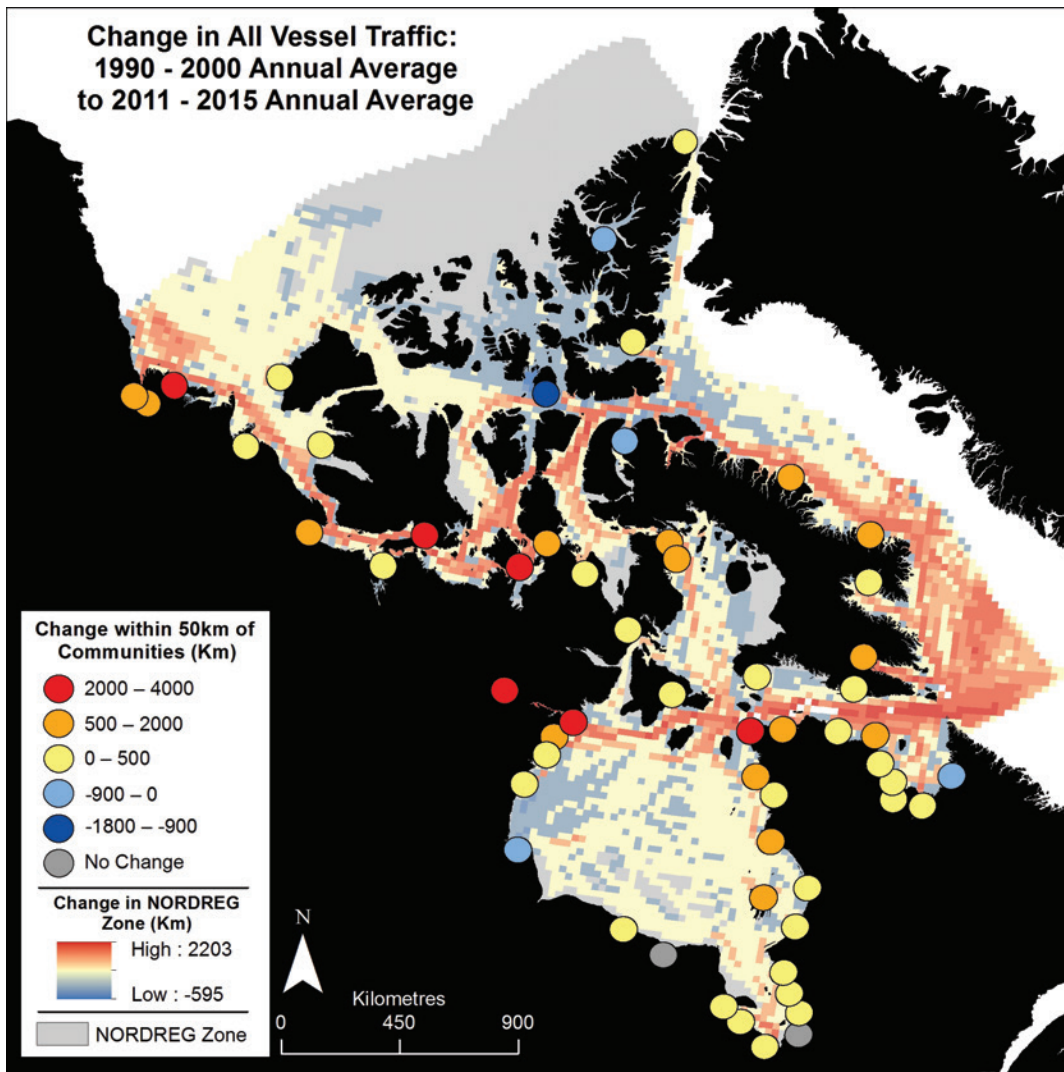 Change in All Vessel Traffic:
1990 - 2000 Annual Average
to 2011 - 2015 Annual Average
Change within 50km of
Communities (Km)
2000 – 4000
500 – 2000
0 – 500
-900 – 0
-1800 – -900
No Change
Change in NORDREG
Zone (Km)
High : 2203
Low : -595
NORDREG Zone
N
Kilometres
0 450 900